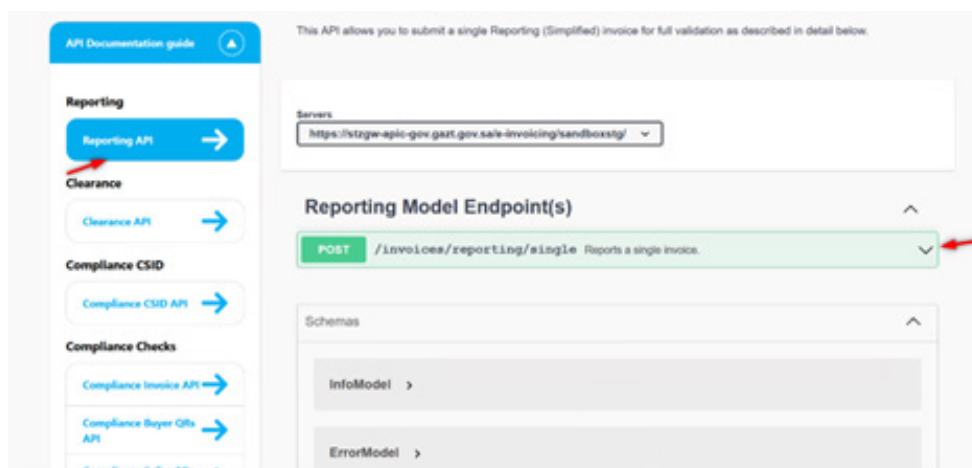 API Documentation guide
This API allows you to submit a single Reporting (Simplified) invoice for full validation as described in detail below.
Reporting
Reporting API
Clearance
Clearance API
Compliance CSID
Compliance CSID API
Compliance Checks
Compliance Invoice API
Compliance Buyer QRs
API
Servers
https://stzgw-apic-gov.gazt.gov.sa/e-invoicing/sandboxstg/
Reporting Model Endpoint(s)
POST /invoices/reporting/single Reports a single invoice.
Schemas
InfoModel
ErrorModel